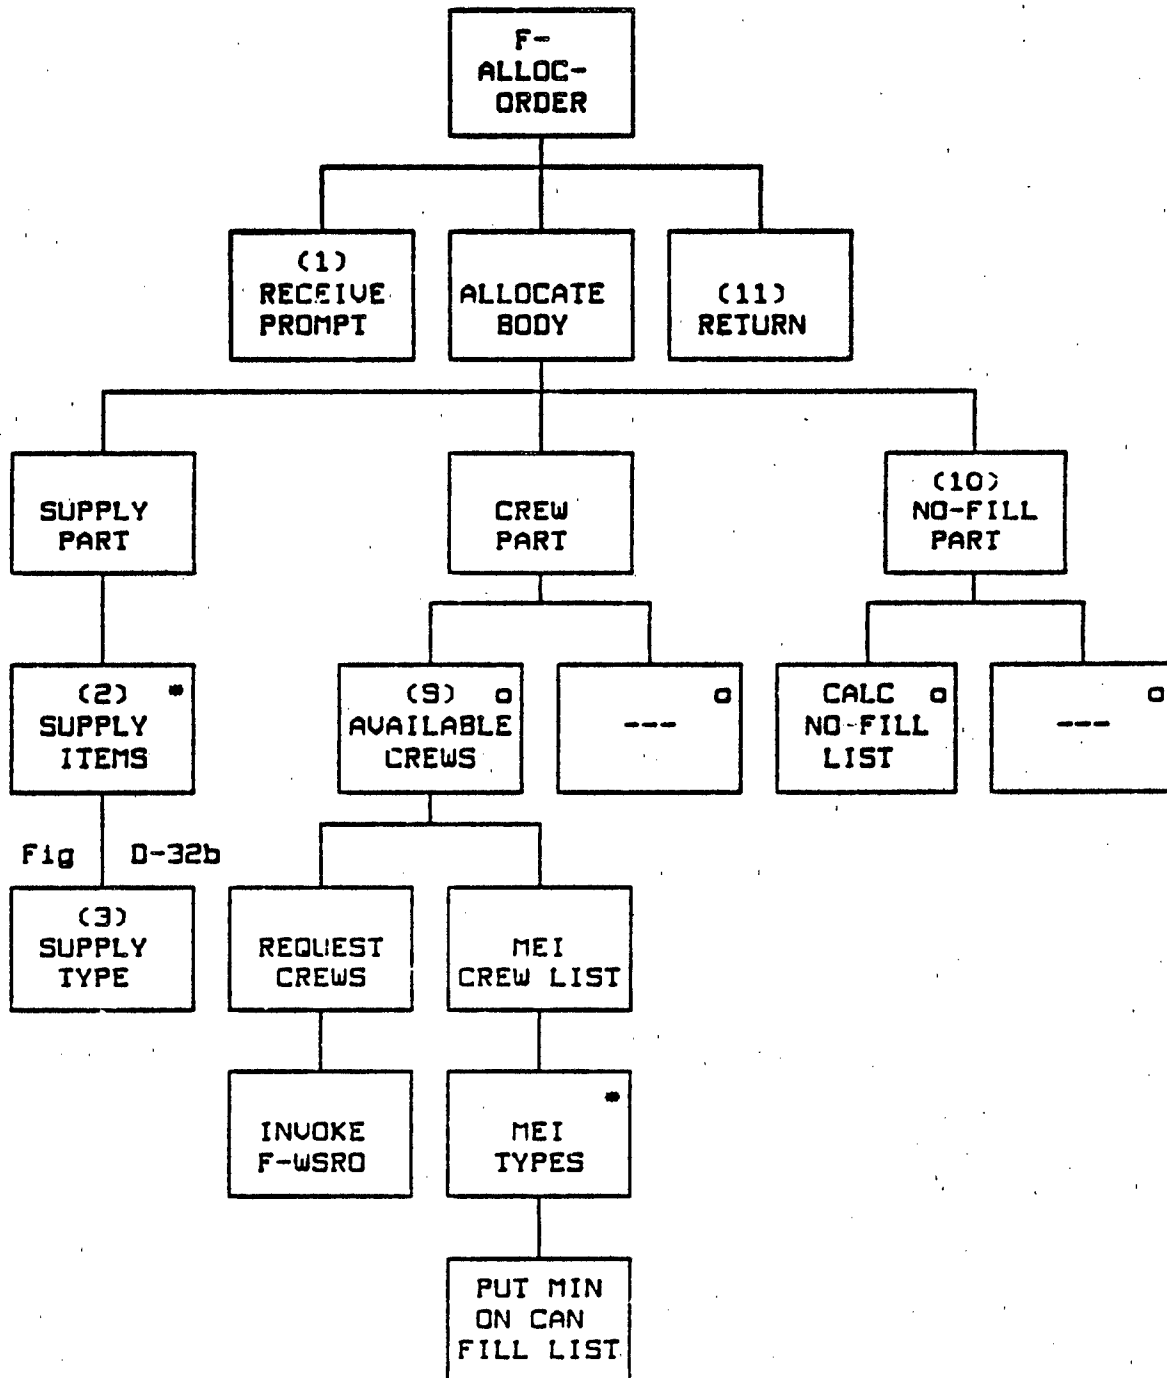 F-
ALLOC-
ORDER
(1)
RECEIVE
PROMPT
ALLOCATE
BODY
(11)
RETURN
SUPPLY
PART
CREW
PART
(10)
NO-FILL
PART
(2) *
SUPPLY
ITEMS
(9) o
AVAILABLE
CREWS
o
---
CALC o
NO-FILL
LIST
o
---
Fig D-32b
(3)
SUPPLY
TYPE
REQUEST
CREWS
MEI
CREW LIST
INVOKE
F-WSRO
*
MEI
TYPES
PUT MIN
ON CAN
FILL LIST